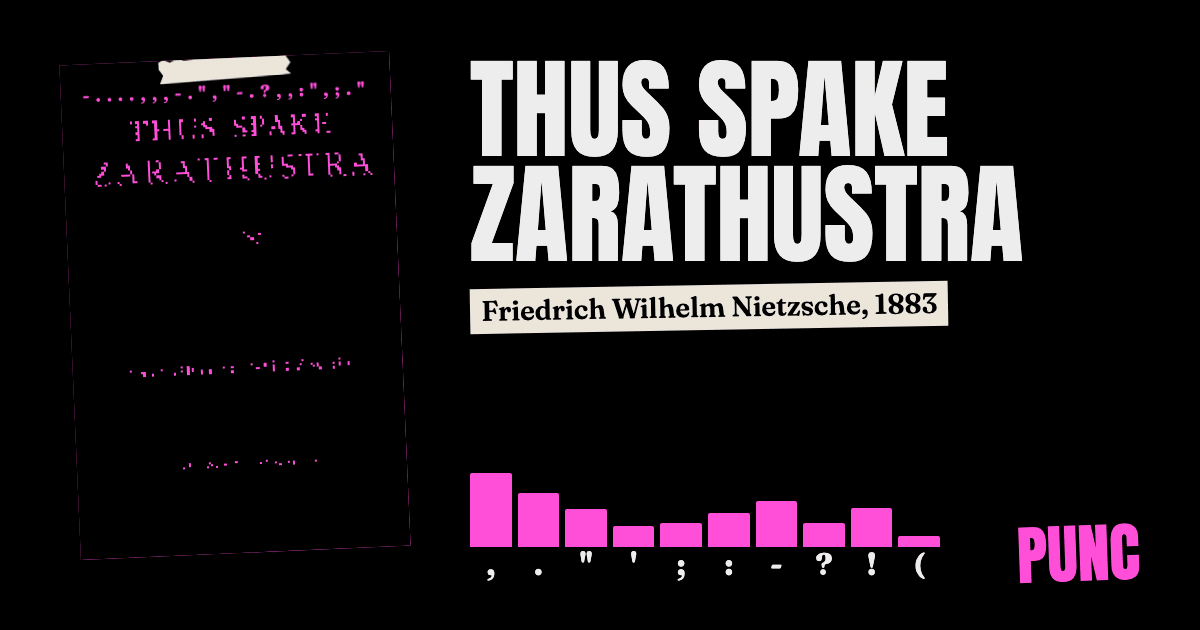 -....,,,-.","-.?,,:",;."
THUS SPAKE
ZARATHUSTRA
THUS SPAKE
ZARATHUSTRA
Friedrich Wilhelm Nietzsche, 1883
, . " ' ; : - ? ! (
PUNC